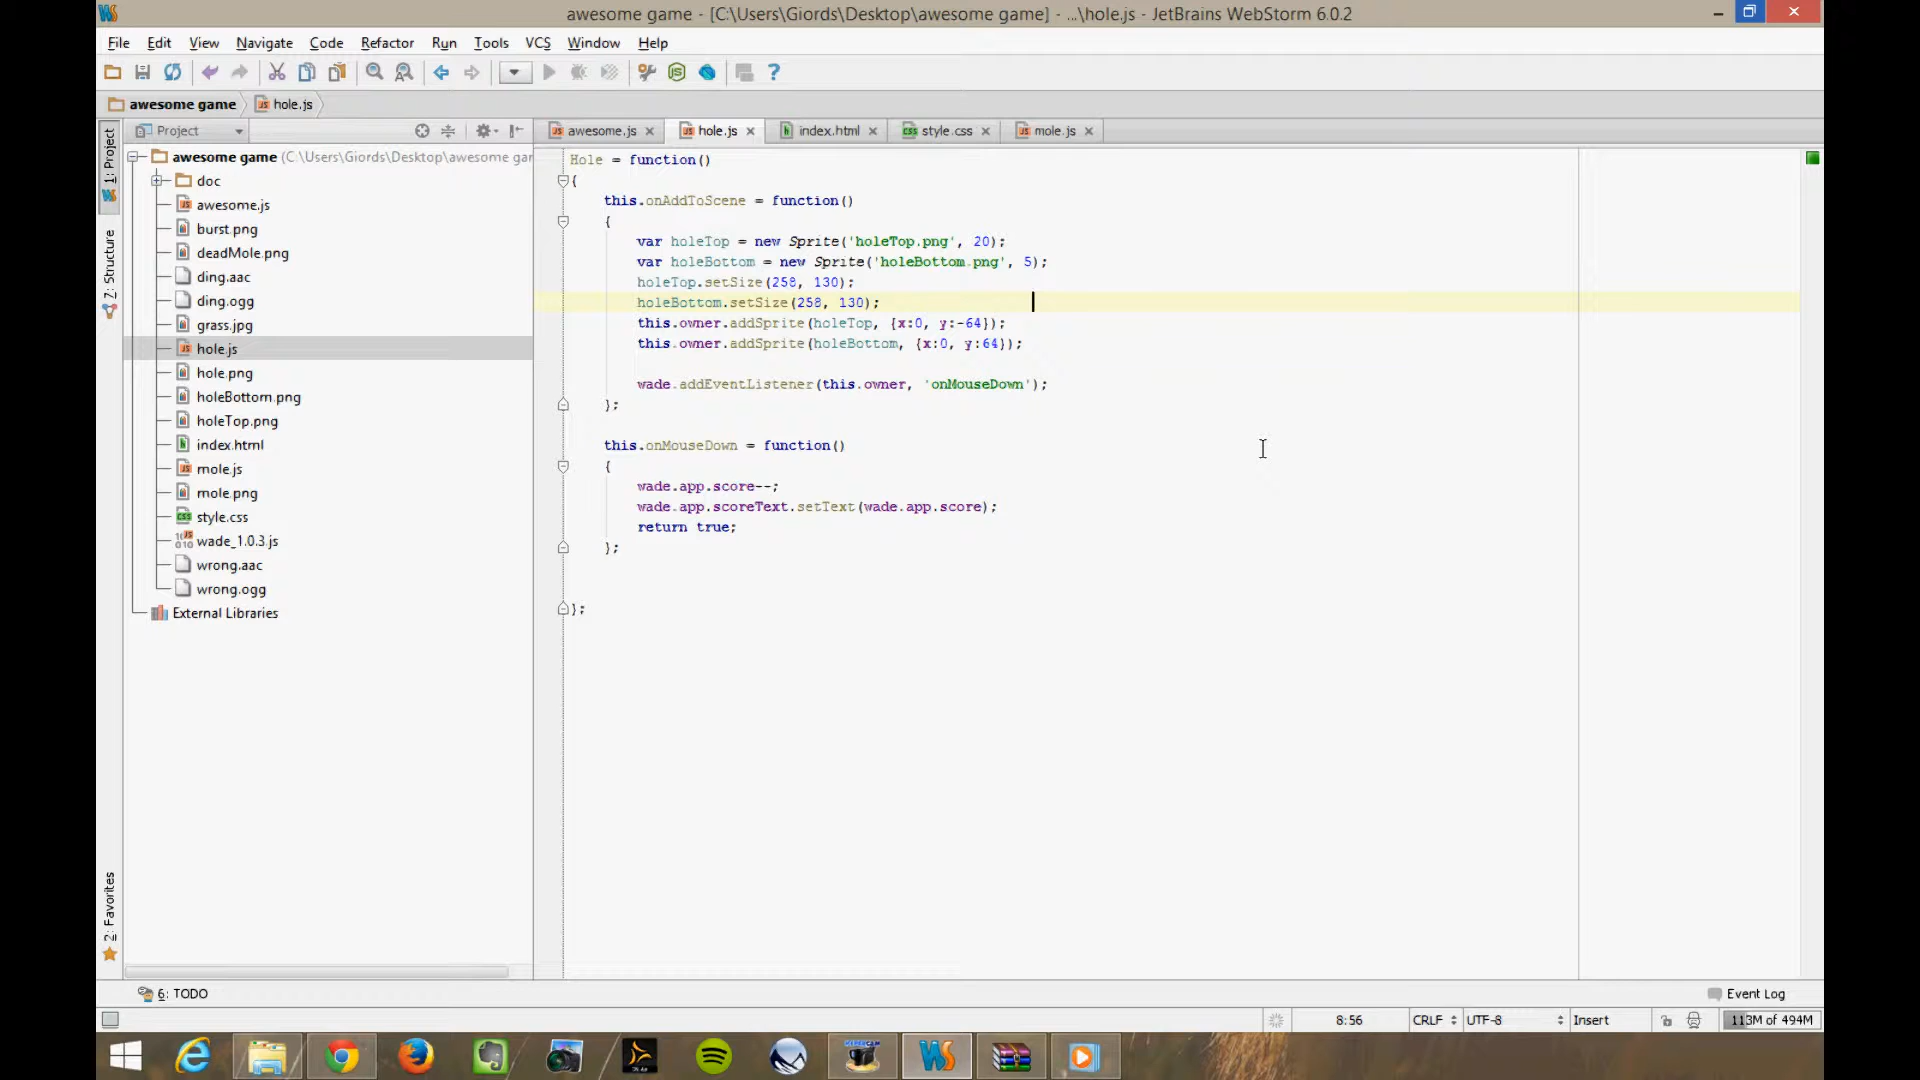 awesome game - [C:\Users\Giords\Desktop\awesome game] - ...\hole.js - JetBrains WebStorm 6.0.2
File Edit View Navigate Code Refactor Run Tools VCS Window Help
awesome game hole.js
1: Project
7: Structure
2: Favorites
Project
awesome game (C:\Users\Giords\Desktop\awesome gar
doc
awesome.js
burst.png
deadMole.png
ding.aac
ding.ogg
grass.jpg
hole.js
hole.png
holeBottom.png
holeTop.png
index.html
mole.js
mole.png
style.css
wade_1.0.3.js
wrong.aac
wrong.ogg
External Libraries
awesome.js hole.js index.html style.css mole.js
Hole = function()
{
this.onAddToScene = function()
{
var holeTop = new Sprite('holeTop.png', 20);
var holeBottom = new Sprite('holeBottom.png', 5);
holeTop.setSize(258, 130);
holeBottom.setSize(258, 130);
this.owner.addSprite(holeTop, {x:0, y:-64});
this.owner.addSprite(holeBottom, {x:0, y:64});
wade.addEventListener(this.owner, 'onMouseDown');
};
this.onMouseDown = function()
{
wade.app.score--;
wade.app.scoreText.setText(wade.app.score);
return true;
};
};
6: TODO
Event Log
8:56 CRLF UTF-8 Insert 113M of 494M